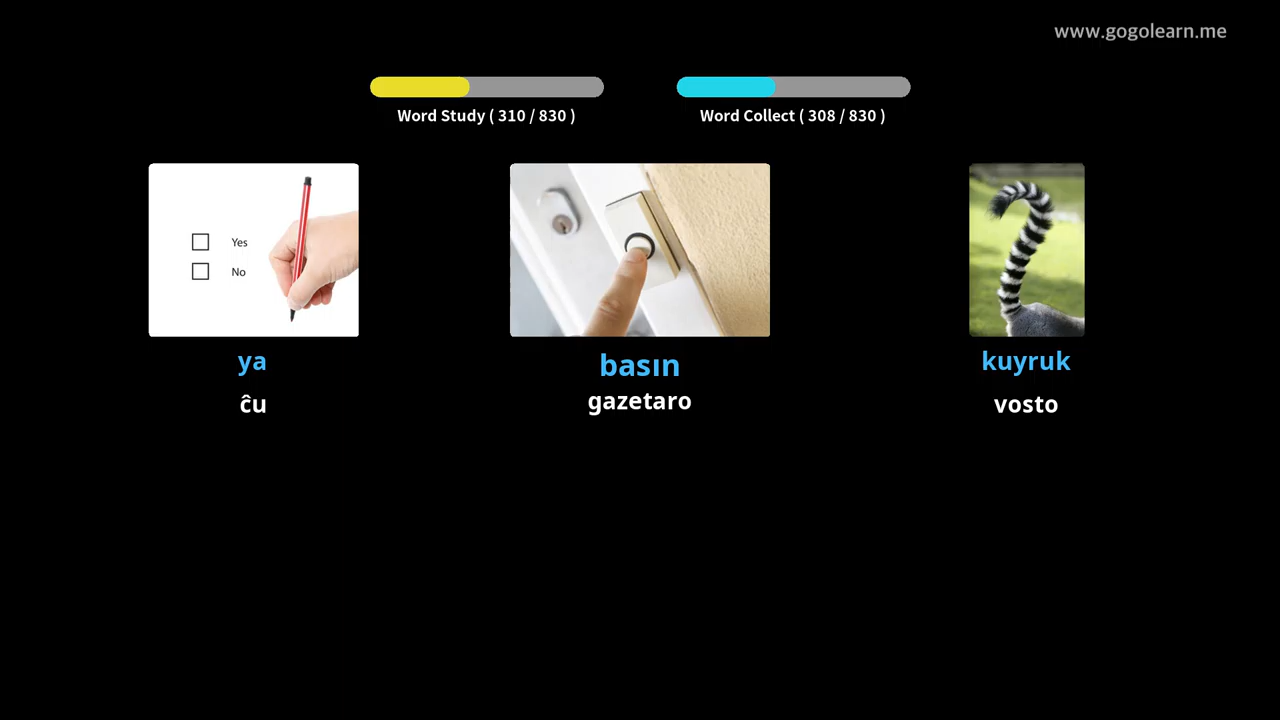 www.gogolearn.me
Word Study ( 310 / 830 )
Word Collect ( 308 / 830 )
Yes
No
ya
basın
kuyruk
ĉu
gazetaro
vosto